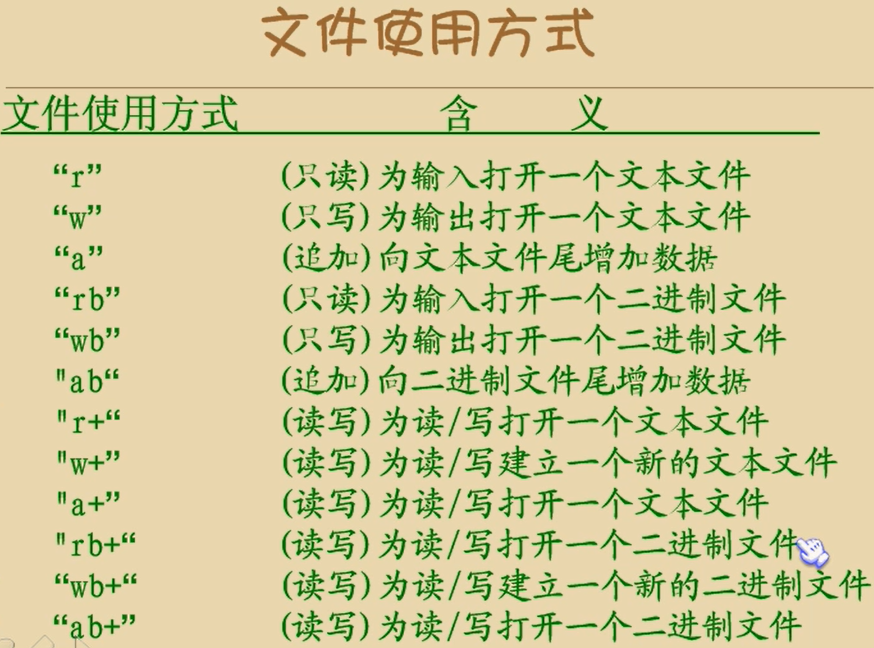 文件使用方式
文件使用方式 含 义
“r” (只读)为输入打开一个文本文件
“w” (只写)为输出打开一个文本文件
“a” (追加)向文本文件尾增加数据
“rb” (只读)为输入打开一个二进制文件
“wb” (只写)为输出打开一个二进制文件
"ab“ (追加)向二进制文件尾增加数据
"r+“ (读写)为读/写打开一个文本文件
"w+” (读写)为读/写建立一个新的文本文件
"a+” (读写)为读/写打开一个文本文件
"rb+“ (读写)为读/写打开一个二进制文件
“wb+“ (读写)为读/写建立一个新的二进制文件
“ab+” (读写)为读/写打开一个二进制文件